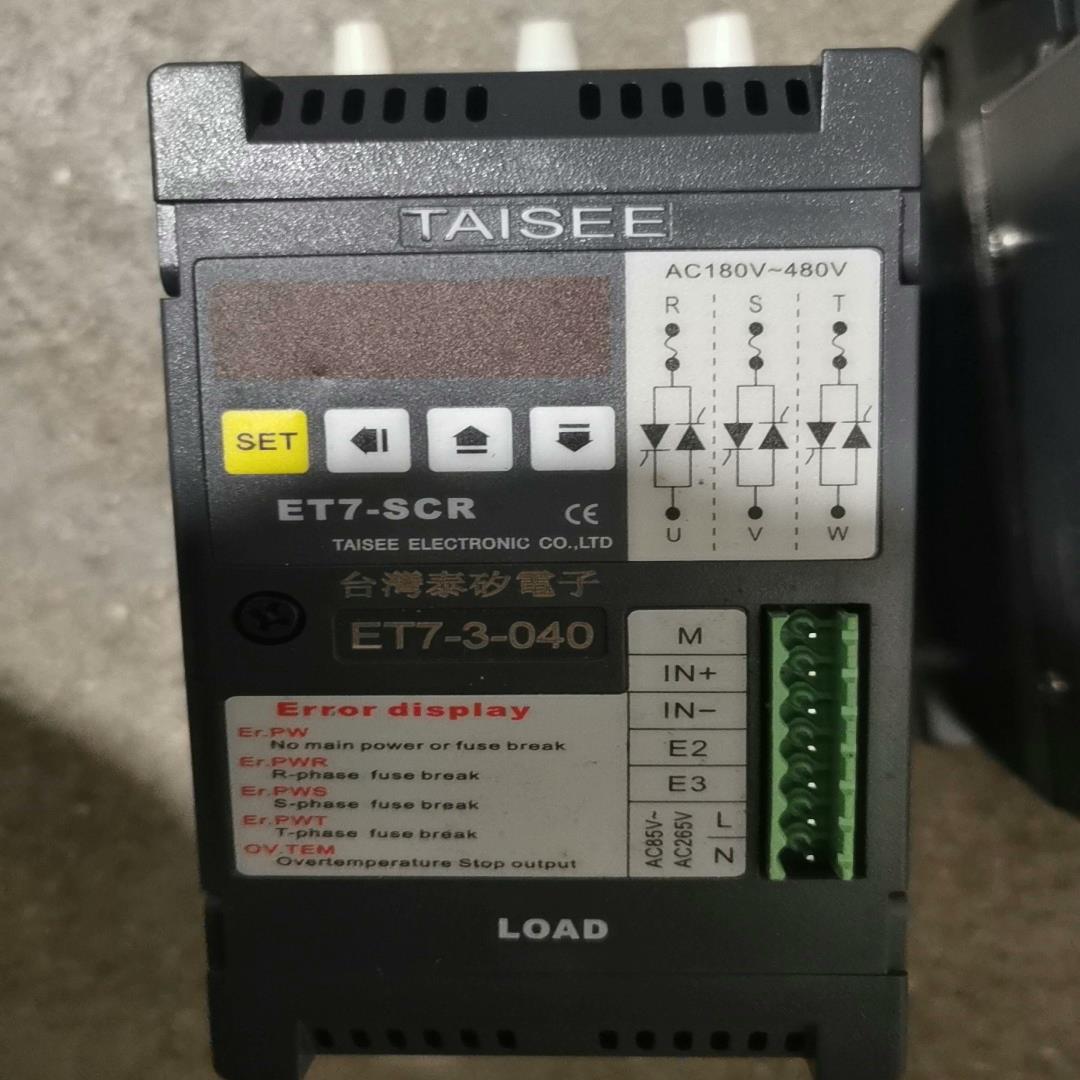 TAISEE
AC180V~480V
R S T
SET
ET7-SCR CE
TAISEE ELECTRONIC CO.,LTD
U V W
台灣泰矽電子
ET7-3-040
M
IN+
IN-
E2
E3
AC85V~
AC265V
L
N
Error display
Er.PW
No main power or fuse break
Er.PWR
R-phase fuse break
Er.PWS
S-phase fuse break
Er.PWT
T-phase fuse break
OV.TEM
Overtemperature Stop output
LOAD